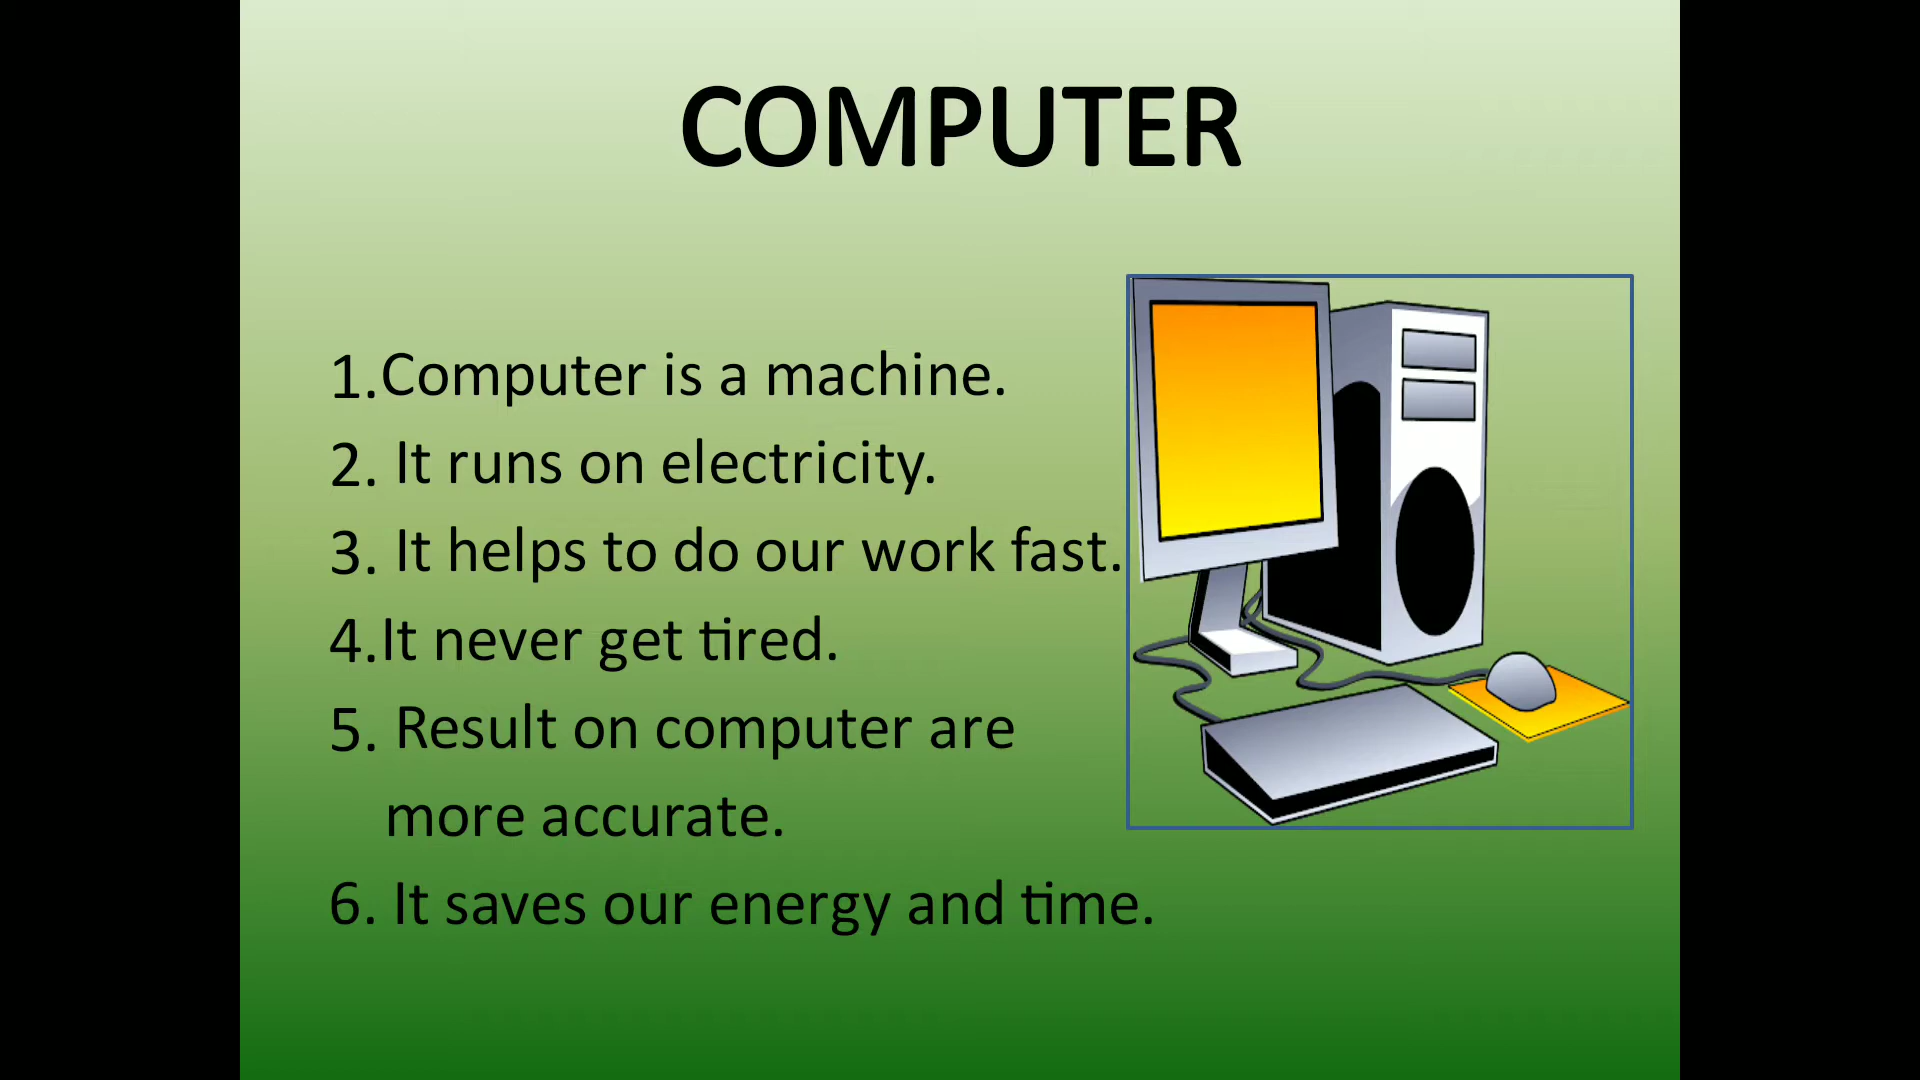 COMPUTER
1.Computer is a machine.
2. It runs on electricity.
3. It helps to do our work fast.
4.It never get tired.
5. Result on computer are
more accurate.
6. It saves our energy and time.